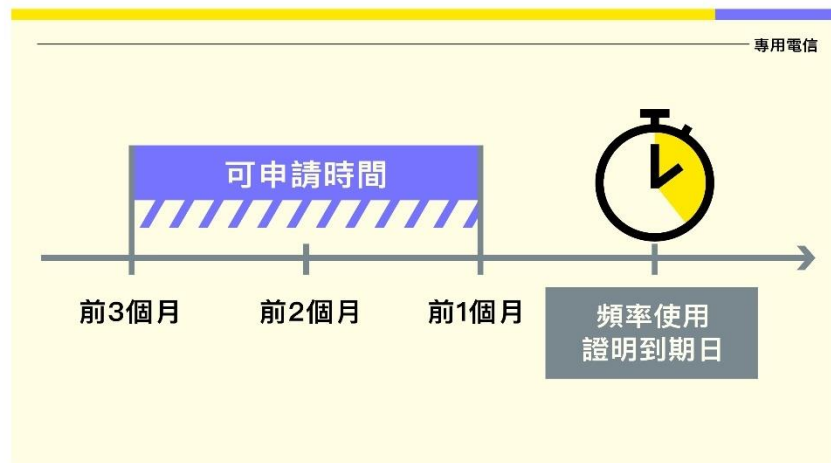 專用電信
可申請時間
前3個月
前2個月
前1個月
頻率使用
證明到期日